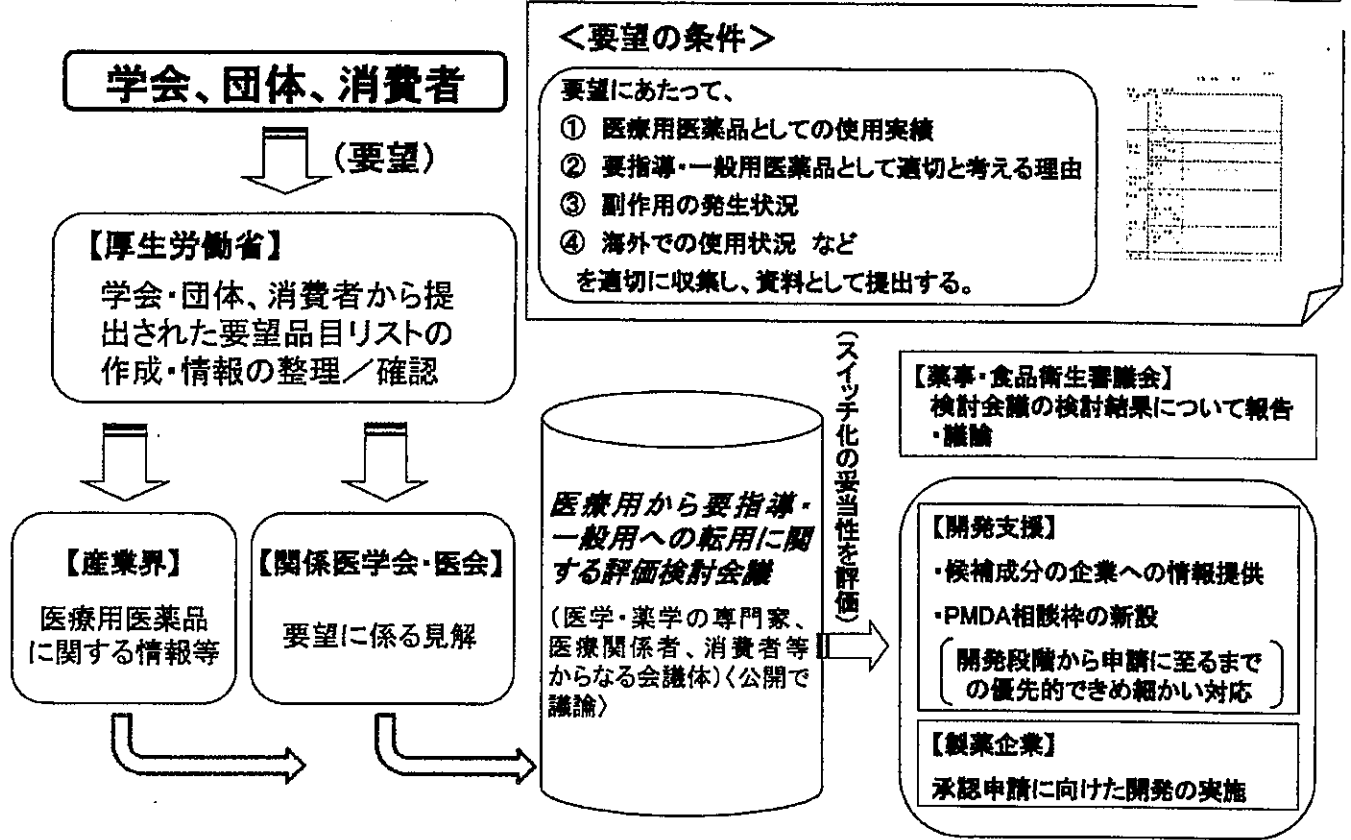 学会、団体、消費者
(要望)
【厚生労働省】
学会・団体、消費者から提
出された要望品目リストの
作成・情報の整理／確認
＜要望の条件＞
要望にあたって、
① 医療用医薬品としての使用実績
② 要指導・一般用医薬品として適切と考える理由
③ 副作用の発生状況
④ 海外での使用状況 など
を適切に収集し、資料として提出する。
【産業界】
医療用医薬品
に関する情報等
【関係医学会・医会】
要望に係る見解
医療用から要指導・
一般用への転用に関
する評価検討会議
(医学・薬学の専門家、
医療関係者、消費者等
からなる会議体)〈公開で
議論〉
(スイッチ化の妥当性を評価)
【薬事・食品衛生審議会】
検討会議の検討結果について報告
・議論
【開発支援】
・候補成分の企業への情報提供
・PMDA相談枠の新設
開発段階から申請に至るまで
の優先的できめ細かい対応
【製薬企業】
承認申請に向けた開発の実施